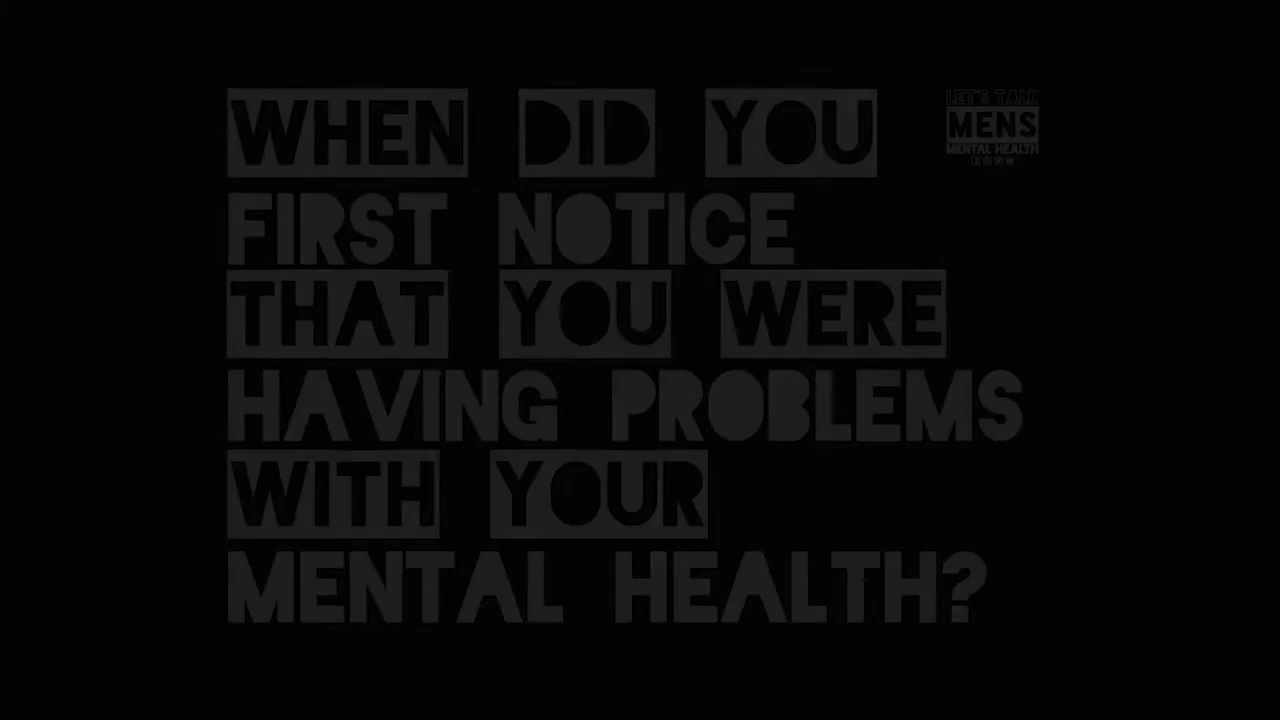 WHEN DID YOU
FIRST NOTICE
THAT YOU WERE
HAVING PROBLEMS
WITH YOUR
MENTAL HEALTH?
LET'S TALK
MENS
MENTAL HEALTH